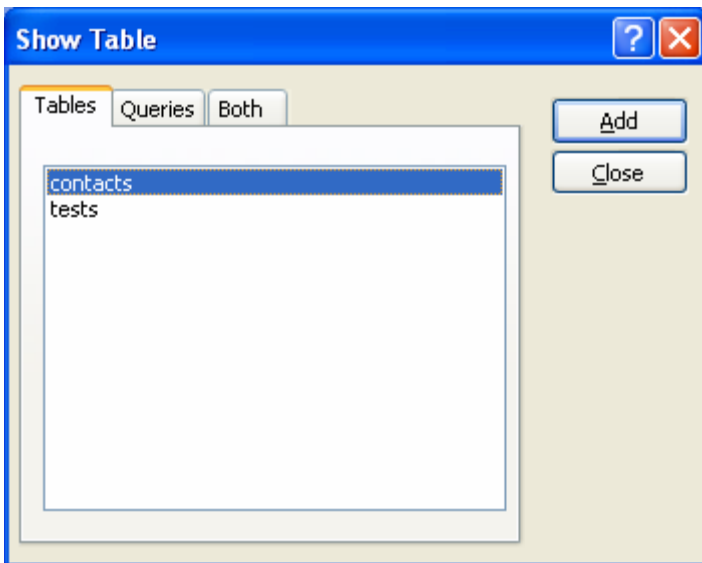 Show Table
Tables Queries Both
Add
Close
contacts
tests